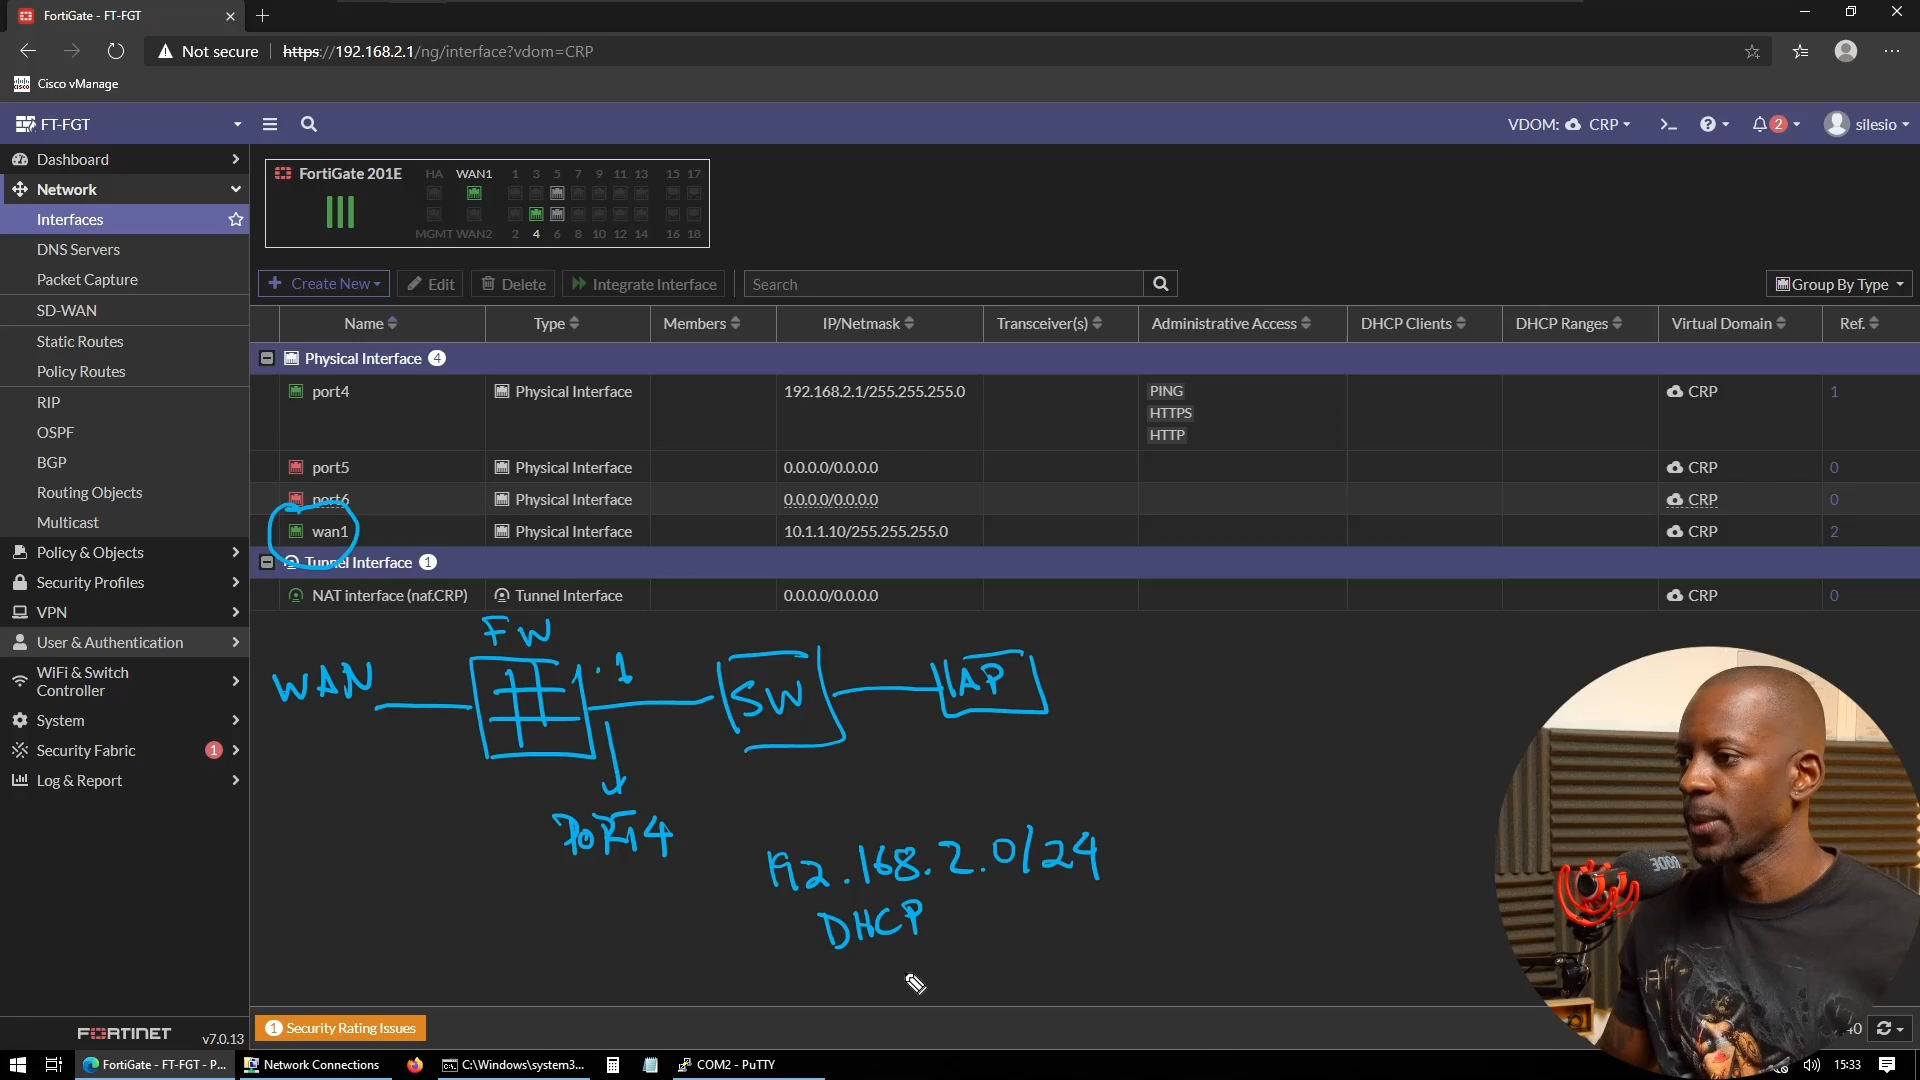 FortiGate - FT-FGT
Not secure
https://192.168.2.1/ng/interface?vdom=CRP
Cisco vManage
FT-FGT
VDOM: CRP
2
silesio
Dashboard
Network
Interfaces
DNS Servers
Packet Capture
SD-WAN
Static Routes
Policy Routes
RIP
OSPF
BGP
Routing Objects
Multicast
Policy & Objects
Security Profiles
VPN
User & Authentication
WiFi & Switch
Controller
System
Security Fabric 1
Log & Report
FORTINET v7.0.13
FortiGate 201E
HA WAN1 1 3 5 7 9 11 13 15 17
MGMT WAN2 2 4 6 8 10 12 14 16 18
Create New Edit Delete Integrate Interface Search Group By Type
Name Type Members IP/Netmask Transceiver(s) Administrative Access DHCP Clients DHCP Ranges Virtual Domain Ref.
Physical Interface 4
port4 Physical Interface 192.168.2.1/255.255.255.0 PING CRP 1
HTTPS
HTTP
port5 Physical Interface 0.0.0.0/0.0.0.0 CRP 0
port6 Physical Interface 0.0.0.0/0.0.0.0 CRP 0
wan1 Physical Interface 10.1.1.10/255.255.255.0 CRP 2
Tunnel Interface 1
NAT interface (naf.CRP) Tunnel Interface 0.0.0.0/0.0.0.0 CRP 0
FW
WAN .1 SW AP
PORT4
192.168.2.0/24
DHCP
1 Security Rating Issues
RODE
FortiGate - FT-FGT - P...
Network Connections
C:\Windows\system3...
COM2 - PuTTY
15:33